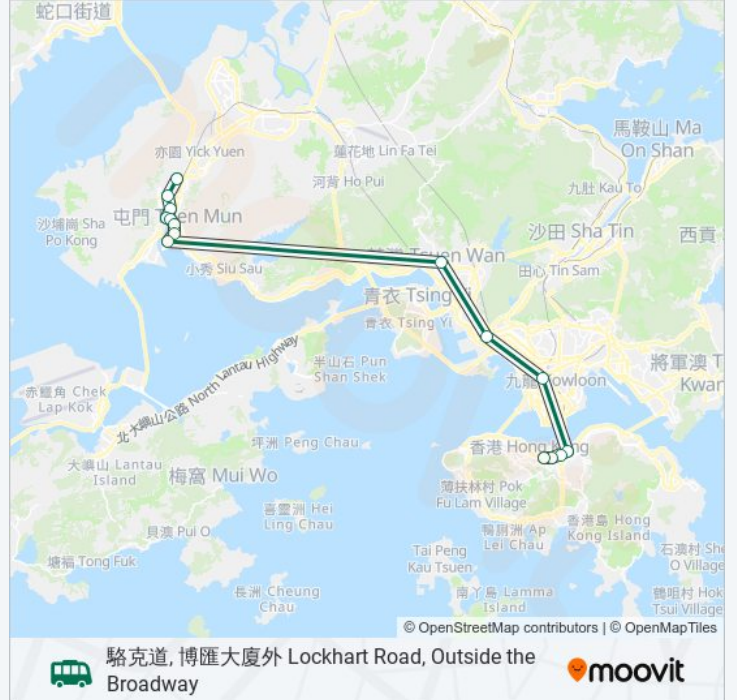 蛇口街道
馬鞍山 Ma
On Shan
亦園 Yick Yuen
蓮花地 Lin Fa Tei
河背 Ho Pui
九肚 Kau To
沙埔崗 Sha
Po Kong
屯門 T en Mun
沙田 Sha Tin
西貢
Tsuen Wan
小秀 Siu Sau
田心 Tin Sam
青衣 Tsing Yi
青衣 Tsing Yi
半山石 Pun
Shan Shek
將軍澳 T
Kwan
九龍 Kowloon
赤鱲角 Chek
Lap Kok
北大嶼山公路 North Lantau Highway
坪洲 Peng Chau
香港 Hong Kong
大嶼山 Lantau
Island
梅窩 Mui Wo
薄扶林村 Pok
Fu Lam Village
喜靈洲 Hei
Ling Chau
鴨脷洲 Ap
Lei Chau
香港島 Hong
Kong Island
貝澳 Pui O
塘福 Tong Fuk
Tai Peng
Kau Tsuen
石澳村 She
O Village
長洲 Cheung
Chau
南丫島 Lamma
Island
鶴咀村 Hok
Tsui Village
© OpenStreetMap contributors | © OpenMapTiles
駱克道, 博匯大廈外 Lockhart Road, Outside the
Broadway
moovit